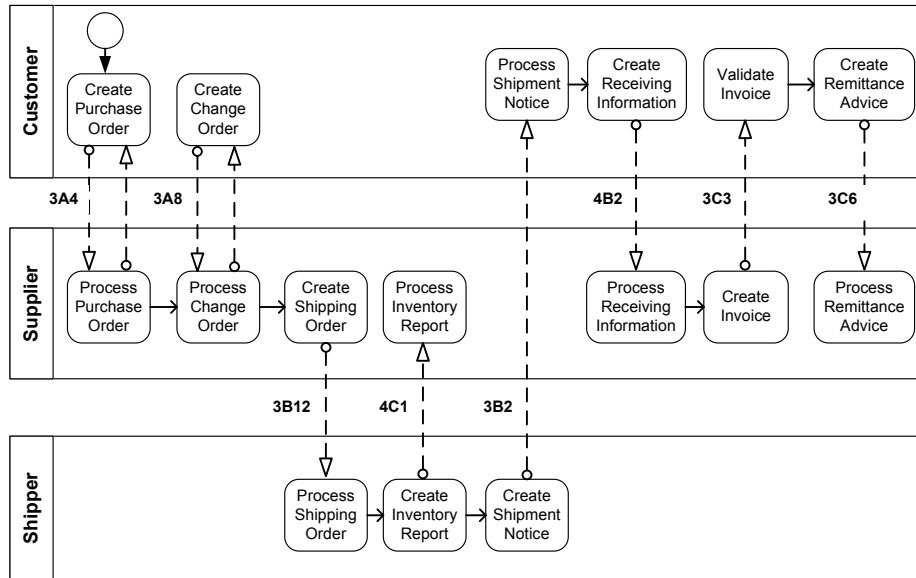 Customer
Create
Purchase
Order
Create
Change
Order
Process
Shipment
Notice
Create
Receiving
Information
Validate
Invoice
Create
Remittance
Advice
3A4
3A8
4B2
3C3
3C6
Supplier
Process
Purchase
Order
Process
Change
Order
Create
Shipping
Order
Process
Inventory
Report
Process
Receiving
Information
Create
Invoice
Process
Remittance
Advice
3B12
4C1
3B2
Shipper
Process
Shipping
Order
Create
Inventory
Report
Create
Shipment
Notice